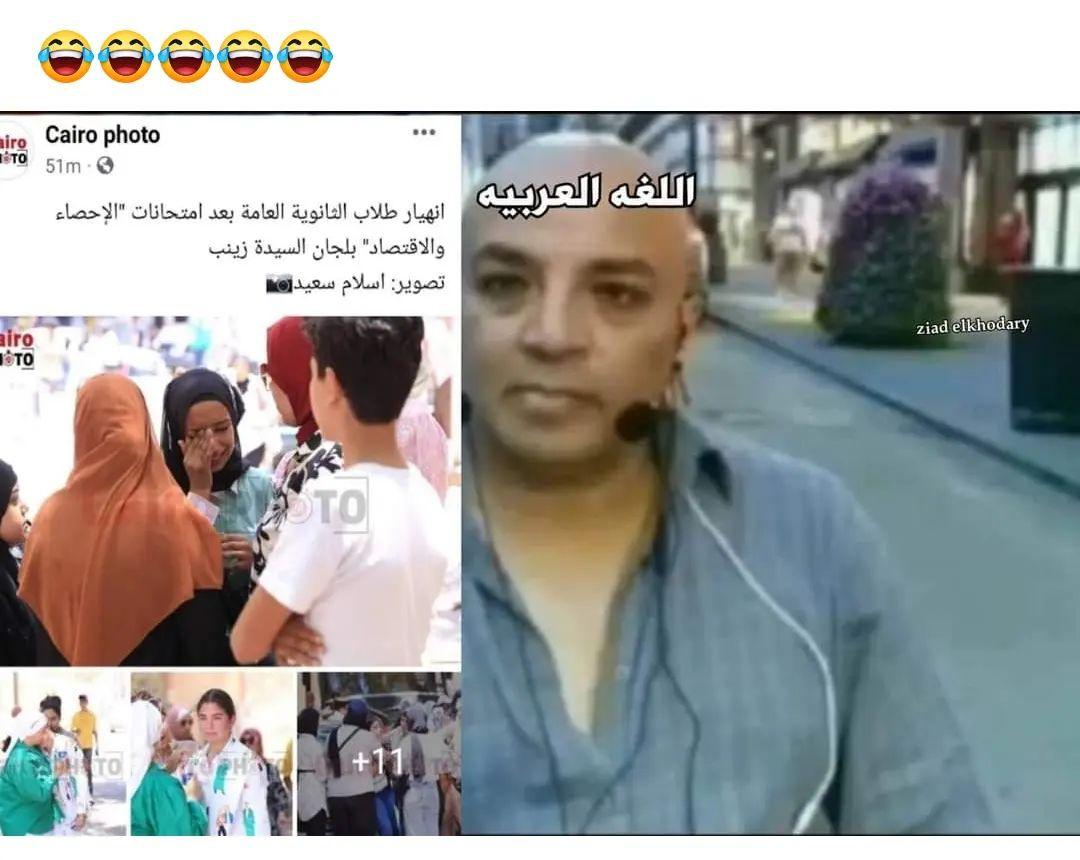 😂😂😂😂😂
Cairo photo
51m
انهيار طلاب الثانوية العامة بعد امتحانات "الإحصاء
والاقتصاد" بلجان السيدة زينب
تصوير: اسلام سعيد📷
+11
اللغه العربيه
ziad elkhodary